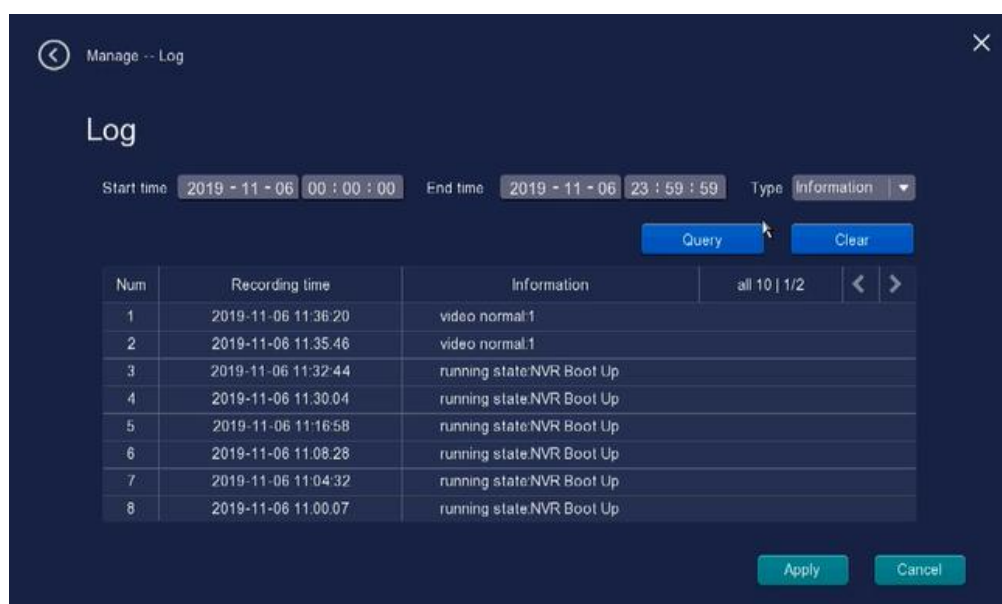 Manage -- Log
Log
Start time 2019 - 11 - 06 00 : 00 : 00 End time 2019 - 11 - 06 23 : 59 : 59 Type Information
Query Clear
Num Recording time Information all 10 | 1/2
1 2019-11-06 11:36:20 video normal:1
2 2019-11-06 11:35:46 video normal:1
3 2019-11-06 11:32:44 running state:NVR Boot Up
4 2019-11-06 11:30:04 running state:NVR Boot Up
5 2019-11-06 11:16:58 running state:NVR Boot Up
6 2019-11-06 11:08:28 running state:NVR Boot Up
7 2019-11-06 11:04:32 running state:NVR Boot Up
8 2019-11-06 11:00:07 running state:NVR Boot Up
Apply Cancel